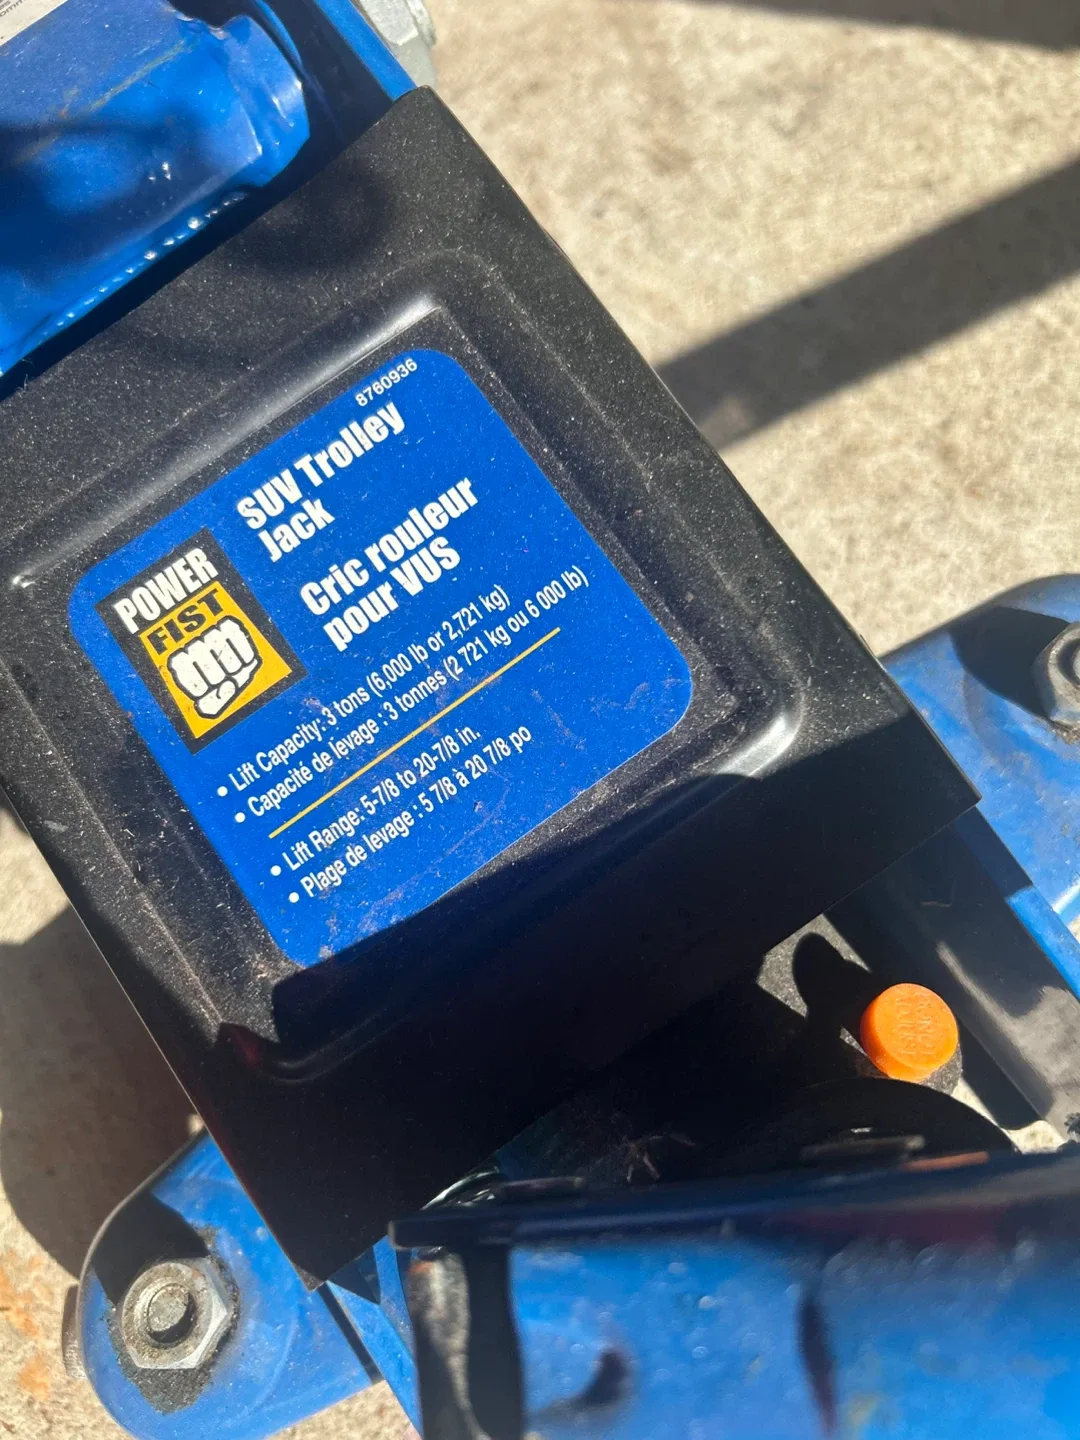 8760936
SUV Trolley
Jack
Cric rouleur
pour VUS
POWER
FIST
• Lift Capacity: 3 tons (6,000 lb or 2,721 kg)
• Capacité de levage : 3 tonnes (2 721 kg ou 6 000 lb)
• Lift Range: 5-7/8 to 20-7/8 in.
• Plage de levage : 5 7/8 à 20 7/8 po